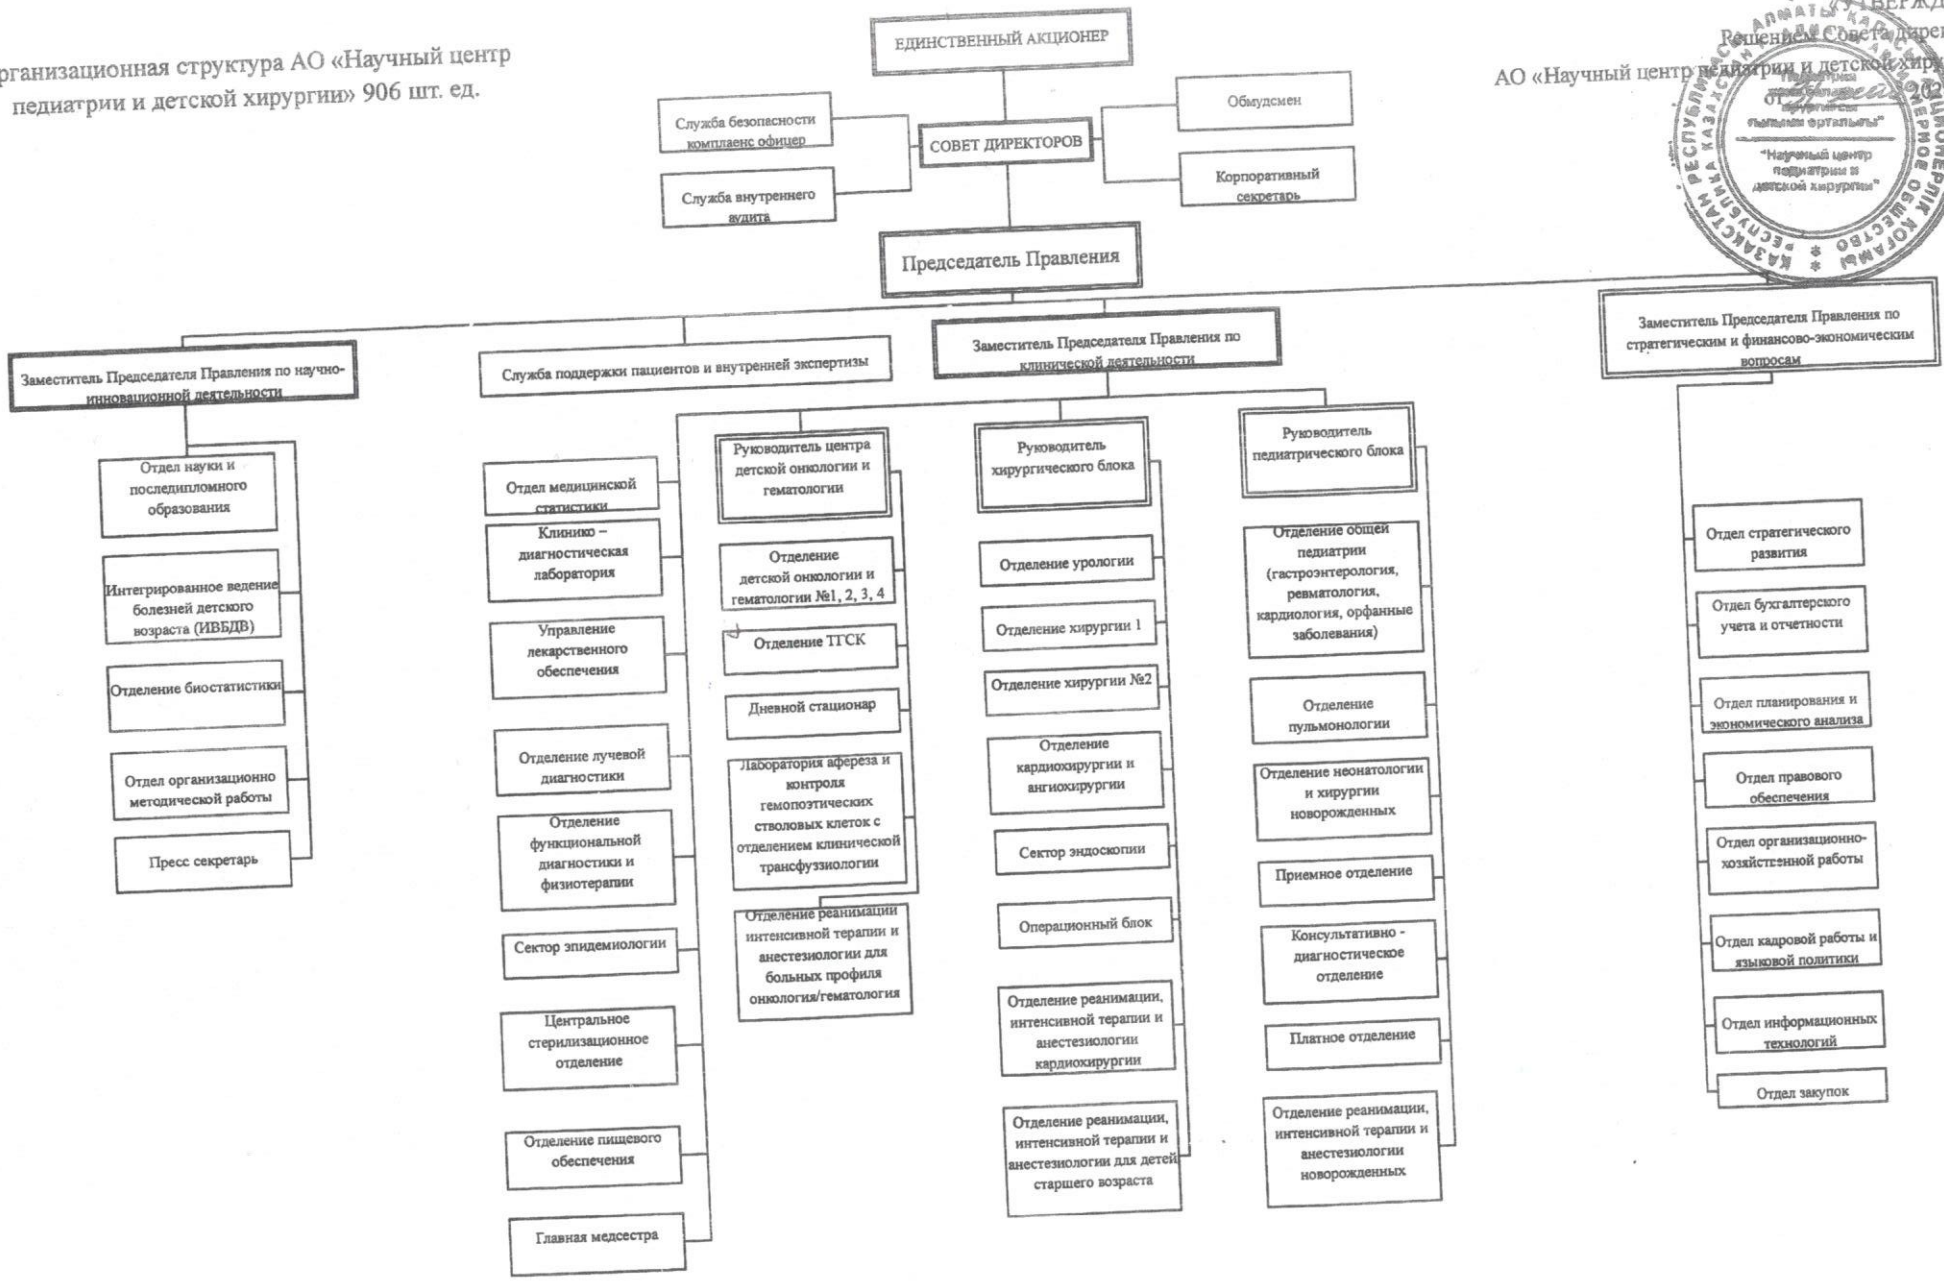 рганизационная структура АО «Научный центр
педиатрии и детской хирургии» 906 шт. ед.
ЕДИНСТВЕННЫЙ АКЦИОНЕР
Решением Совета дирек
АО «Научный центр педиатрии и детской хирург
от
"Научный центр
педиатрии и
детской хирургии"
Служба безопасности
комплаенс офицер
Служба внутреннего
аудита
СОВЕТ ДИРЕКТОРОВ
Обмудсмен
Корпоративный
секретарь
Председатель Правления
Заместитель Председателя Правления по научно-
инновационной деятельности
Служба поддержки пациентов и внутренней экспертизы
Заместитель Председателя Правления по
клинической деятельности
Заместитель Председателя Правления по
стратегическим и финансово-экономическим
вопросам
Отдел науки и
последипломного
образования
Интегрированное ведение
болезней детского
возраста (ИВБДВ)
Отделение биостатистики
Отдел организационно
методической работы
Пресс секретарь
Отдел медицинской
статистики
Клинико –
диагностическая
лаборатория
Управление
лекарственного
обеспечения
Отделение лучевой
диагностики
Отделение
функциональной
диагностики и
физиотерапии
Сектор эпидемиологии
Центральное
стерилизационное
отделение
Отделение пищевого
обеспечения
Главная медсестра
Руководитель центра
детской онкологии и
гематологии
Отделение
детской онкологии и
гематологии №1, 2, 3, 4
Отделение ТГСК
Дневной стационар
Лаборатория афереза и
контроля
гемопоэтических
стволовых клеток с
отделением клинической
трансфузиологии
Отделение реанимации
интенсивной терапии и
анестезиологии для
больных профиля
онкология/гематология
Руководитель
хирургического блока
Отделение урологии
Отделение хирургии 1
Отделение хирургии №2
Отделение
кардиохирургии и
ангиохирургии
Сектор эндоскопии
Операционный блок
Отделение реанимации,
интенсивной терапии и
анестезиологии
кардиохирургии
Отделение реанимации,
интенсивной терапии и
анестезиологии для детей
старшего возраста
Руководитель
педиатрического блока
Отделение общей
педиатрии
(гастроэнтерология,
ревматология,
кардиология, орфанные
заболевания)
Отделение
пульмонологии
Отделение неонатологии
и хирургии
новорожденных
Приемное отделение
Консультативно -
диагностическое
отделение
Платное отделение
Отделение реанимации,
интенсивной терапии и
анестезиологии
новорожденных
Отдел стратегического
развития
Отдел бухгалтерского
учета и отчетности
Отдел планирования и
экономического анализа
Отдел правового
обеспечения
Отдел организационно-
хозяйственной работы
Отдел кадровой работы и
языковой политики
Отдел информационных
технологий
Отдел закупок